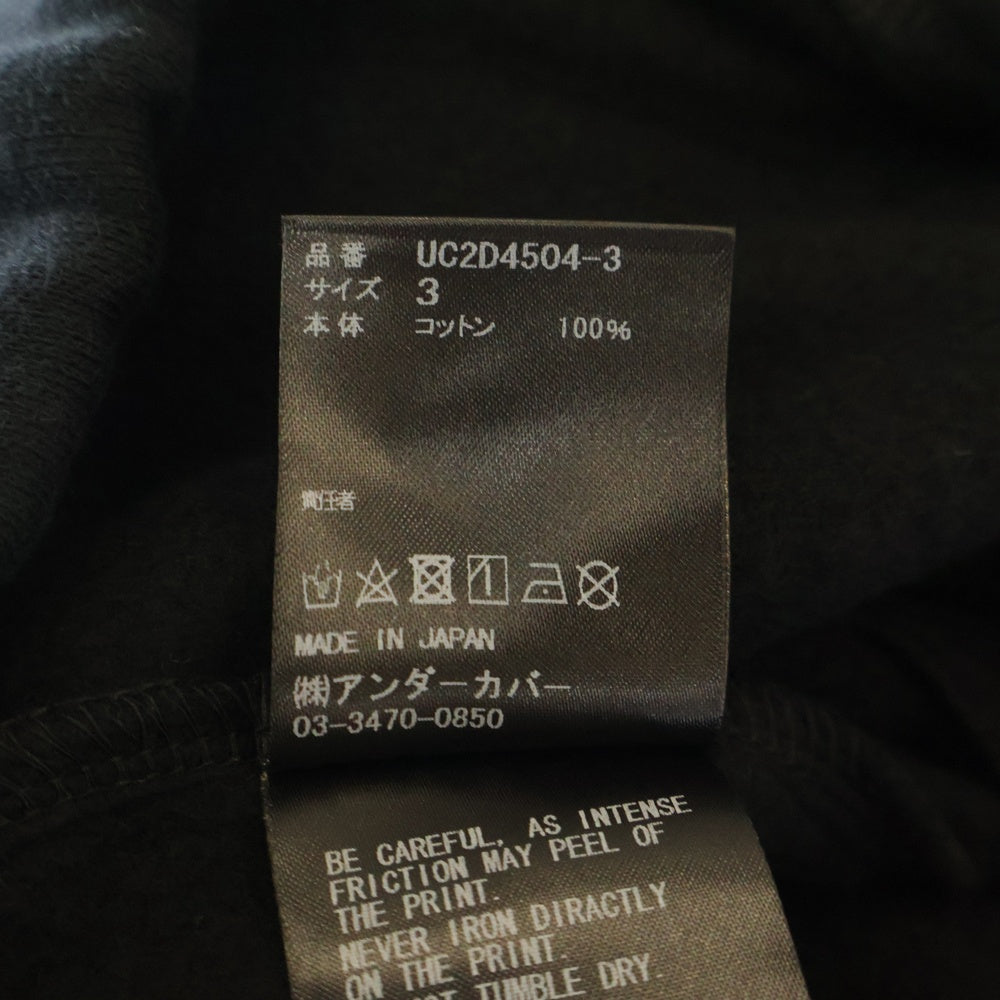 品番 UC2D4504-3
サイズ 3
本体 コットン 100%
責任者
MADE IN JAPAN
(株)アンダーカバー
03-3470-0850
BE CAREFUL, AS INTENSE
FRICTION MAY PEEL OF
THE PRINT.
NEVER IRON DIRACTLY
ON THE PRINT.
TUMBLE DRY.